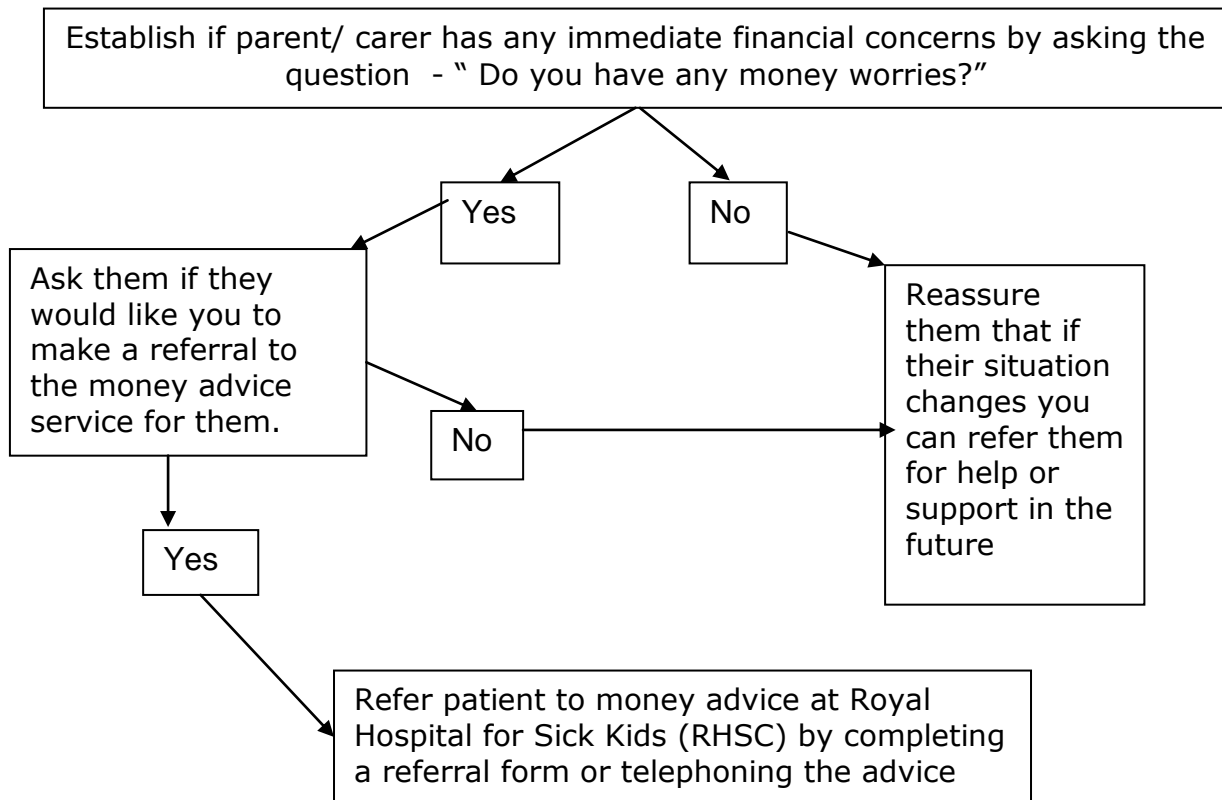 Establish if parent/ carer has any immediate financial concerns by asking the
question  - “ Do you have any money worries?”
Yes
No
Ask them if they
would like you to
make a referral to
the money advice
service for them.
Reassure
them that if
their situation
changes you
can refer them
for help or
support in the
future
No
Yes
Refer patient to money advice at Royal
Hospital for Sick Kids (RHSC) by completing
a referral form or telephoning the advice